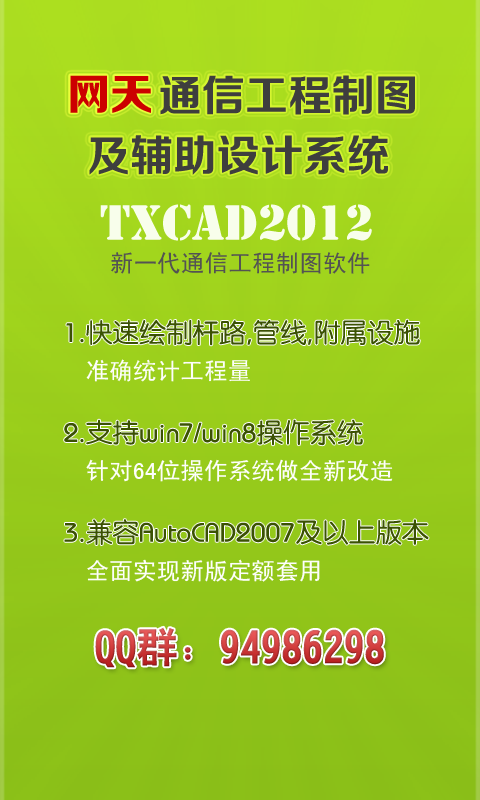 网天 通信工程制图
及辅助设计系统
TXCAD2012
新一代通信工程制图软件
1.快速绘制杆路,管线,附属设施
准确统计工程量
2.支持win7/win8操作系统
针对64位操作系统做全新改造
3.兼容AutoCAD2007及以上版本
全面实现新版定额套用
QQ群：94986298